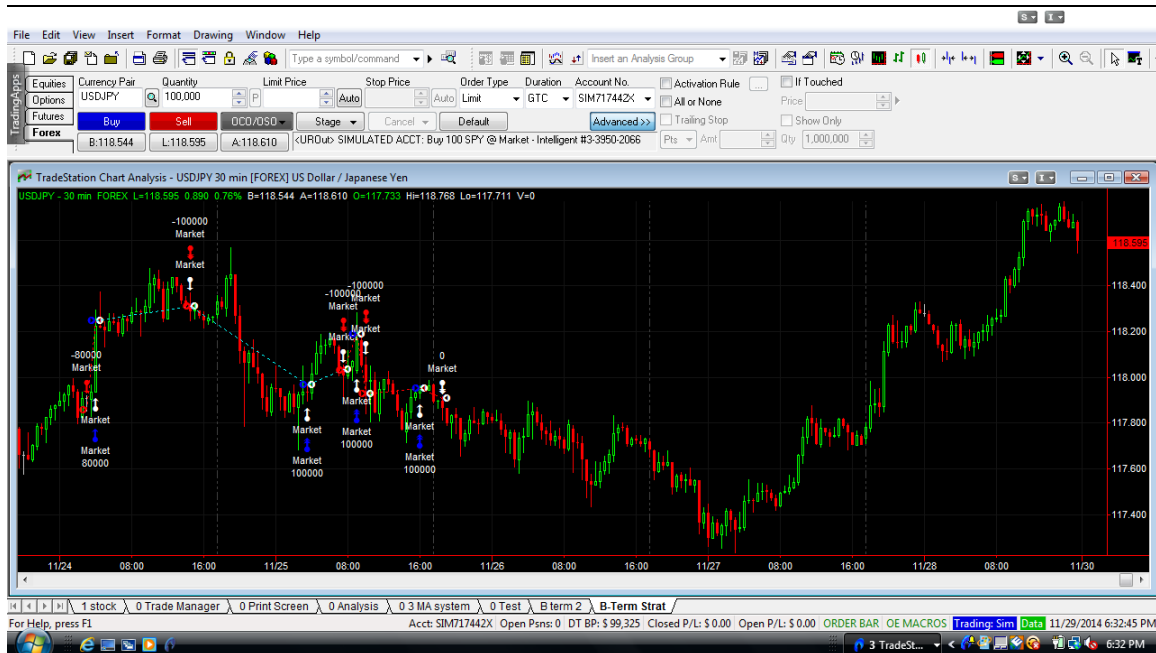 S I
File Edit View Insert Format Drawing Window Help
Type a symbol/command Insert an Analysis Group
TradingApps
Equities Currency Pair Quantity Limit Price Stop Price Order Type Duration Account No. Activation Rule ... If Touched
Options USDJPY 100,000 P Auto Auto Limit GTC SIM717442X All or None Price
Futures Buy Sell OCO/OSO Stage Cancel Default Advanced >> Trailing Stop Show Only
Forex B:118.544 L:118.595 A:118.610 <UROut> SIMULATED ACCT: Buy 100 SPY @ Market - Intelligent #3-3950-2066 Pts Amt Qty 1,000,000
TradeStation Chart Analysis - USDJPY 30 min [FOREX] US Dollar / Japanese Yen S I
USDJPY - 30 min FOREX L=118.595 0.890 0.76% B=118.544 A=118.610 O=117.733 Hi=118.768 Lo=117.711 V=0
-100000
Market
Market
-100000
-100000
Market
Market
Market
Market
-80000
Market
0
Market
Market
Market
80000
Market
Market
100000
Market
Market
100000
Market
Market
100000
118.595
118.400
118.200
118.000
117.800
117.600
117.400
11/24 08:00 16:00 11/25 08:00 16:00 11/26 08:00 16:00 11/27 08:00 16:00 11/28 08:00 11/30
1 stock 0 Trade Manager 0 Print Screen 0 Analysis 0 3 MA system 0 Test B term 2 B-Term Strat
For Help, press F1 Acct: SIM717442X Open Psns: 0 DT BP: $ 99,325 Closed P/L: $ 0.00 Open P/L: $ 0.00 ORDER BAR OE MACROS Trading: Sim Data 11/29/2014 6:32:45 PM
3 TradeSt... 6:32 PM